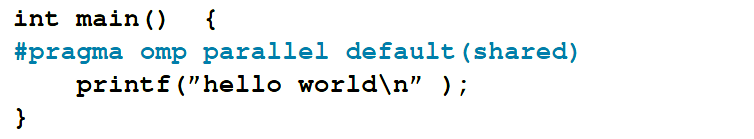 int main()  {
#pragma omp parallel default(shared)
    printf(”hello world\n” );
}